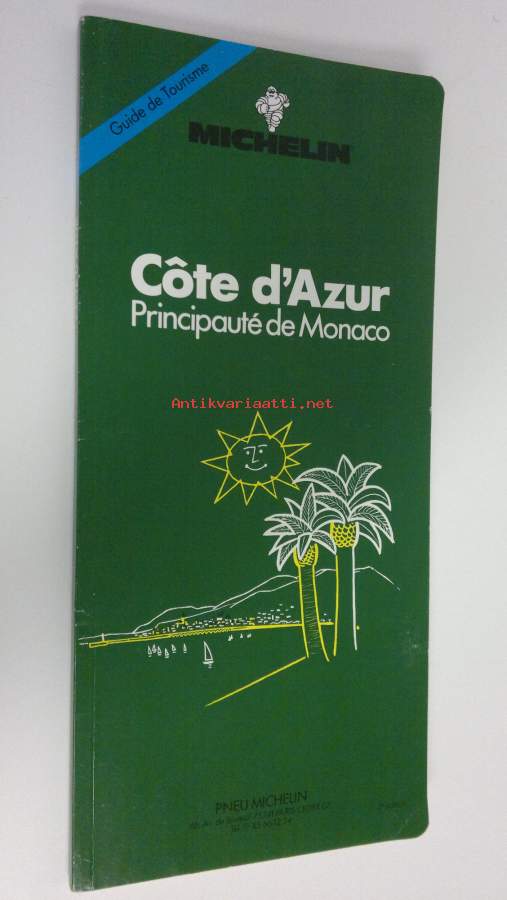 Guide de Tourisme
MICHELIN
Côte d'Azur
Principauté de Monaco
Antikvariaatti.net
PNEU MICHELIN